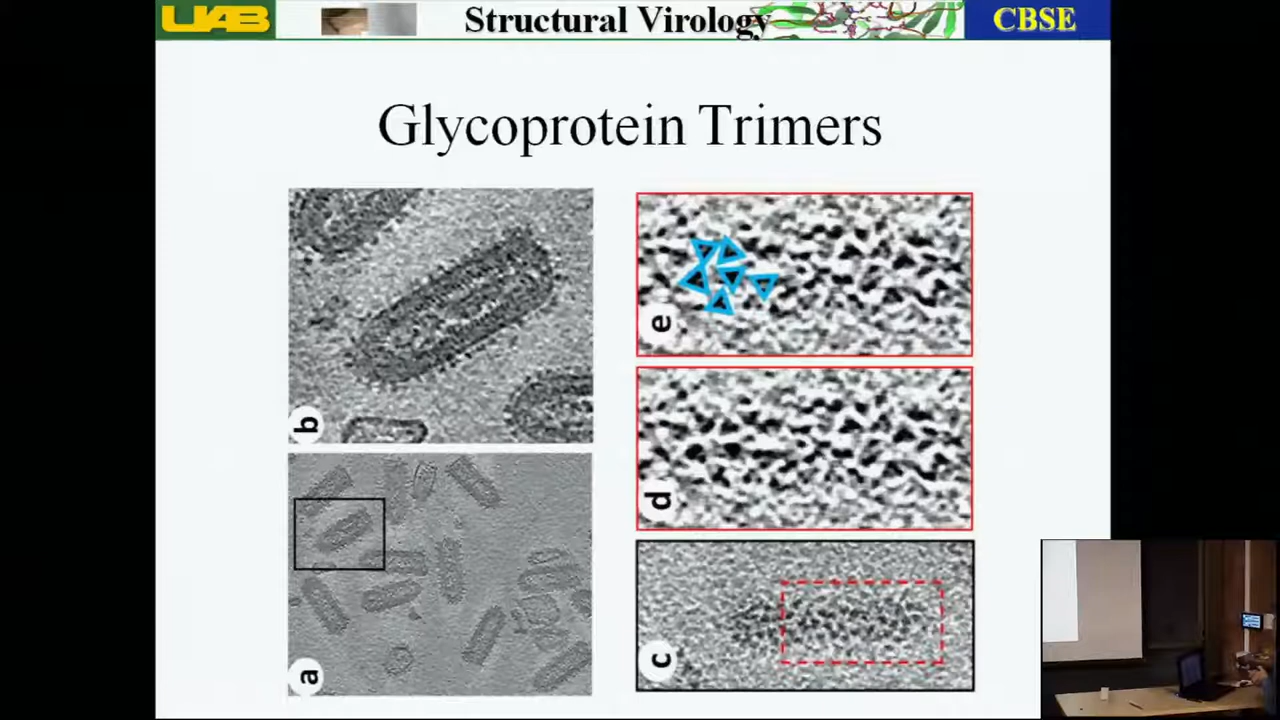 UAB
Structural Virology
CBSE
Glycoprotein Trimers
b
e
d
a
c